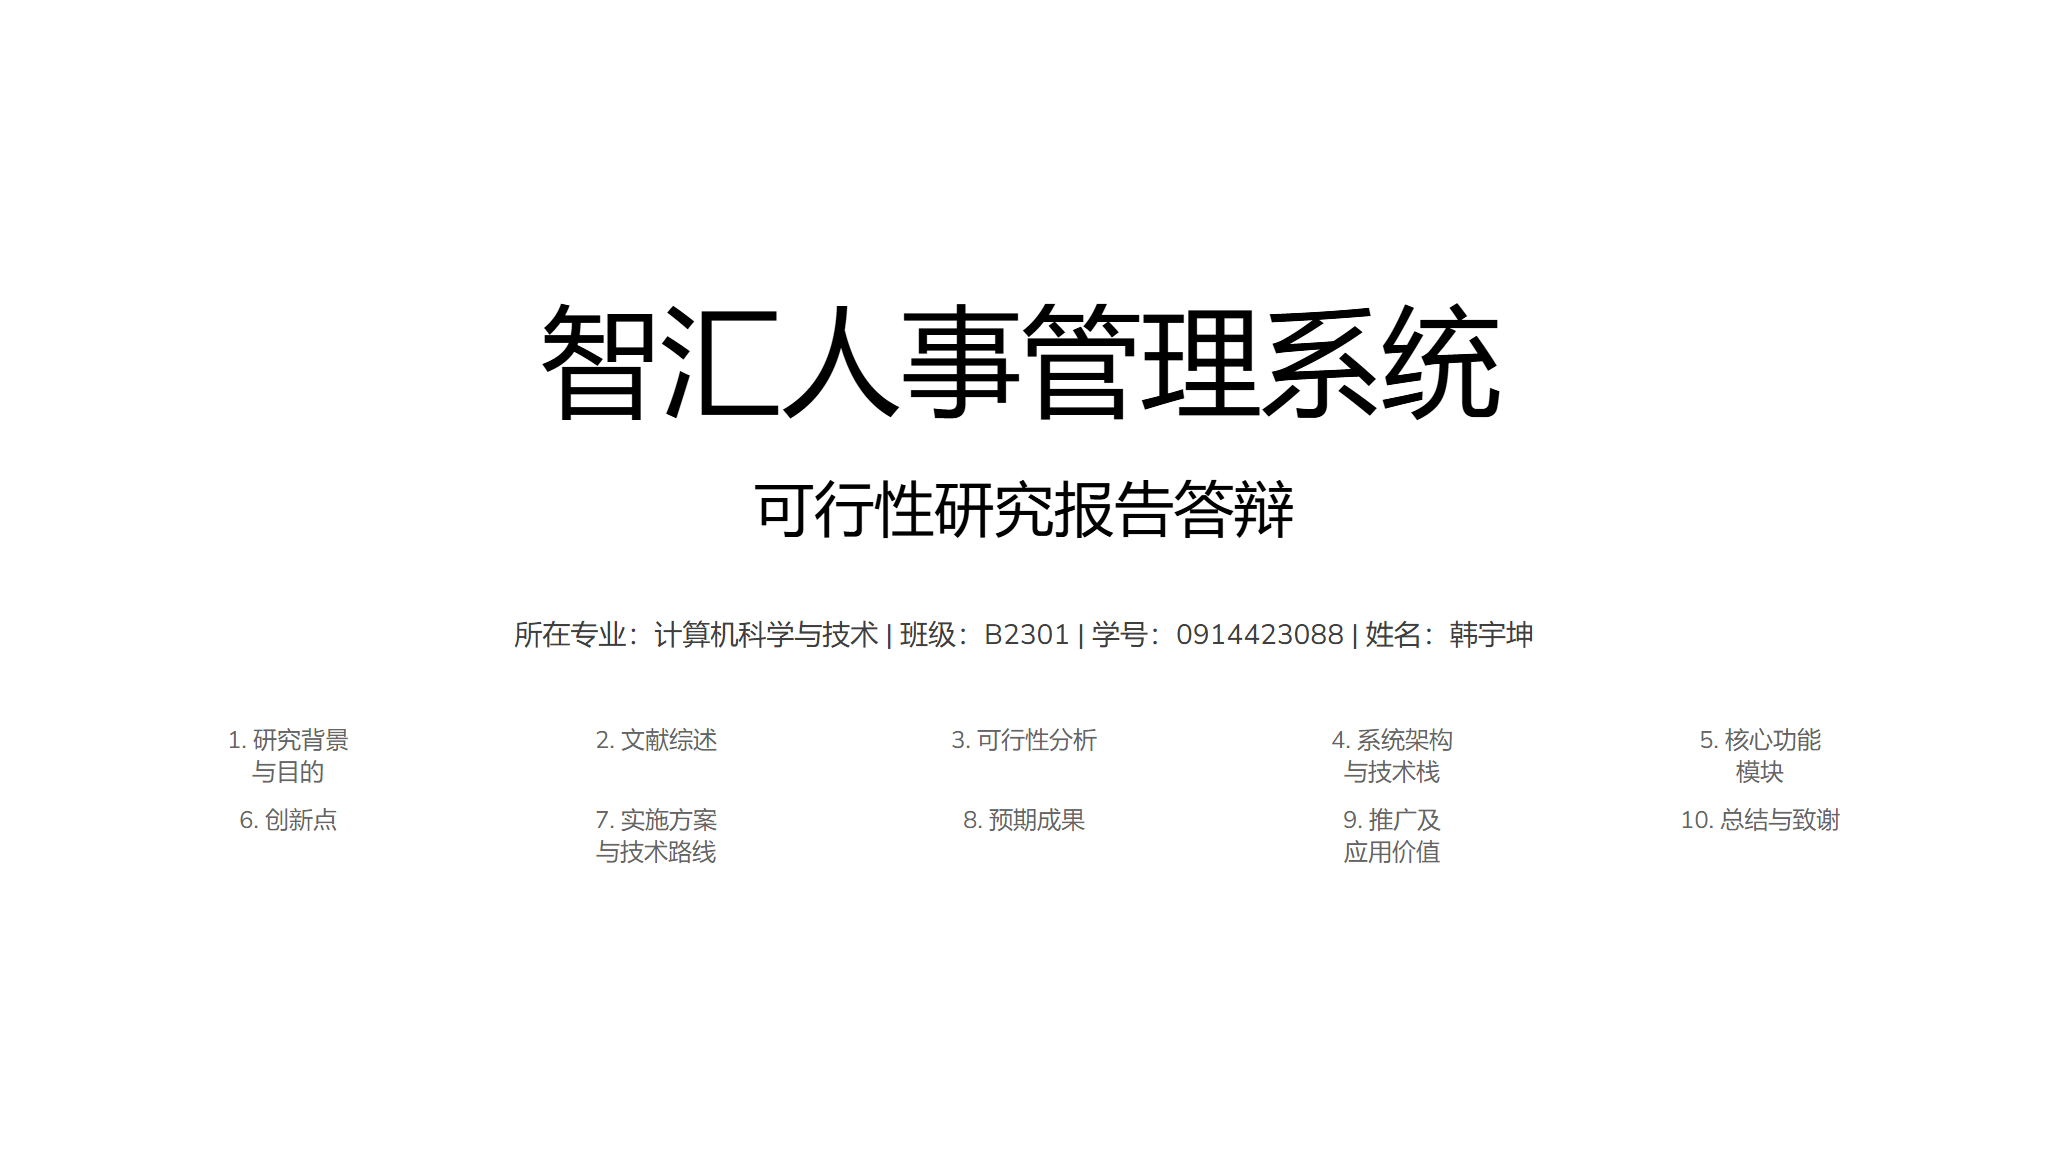 智汇人事管理系统
可行性研究报告答辩
所在专业：计算机科学与技术 | 班级：B2301 | 学号：0914423088 | 姓名：韩宇坤
1. 研究背景
与目的
2. 文献综述
3. 可行性分析
4. 系统架构
与技术栈
5. 核心功能
模块
6. 创新点
7. 实施方案
与技术路线
8. 预期成果
9. 推广及
应用价值
10. 总结与致谢